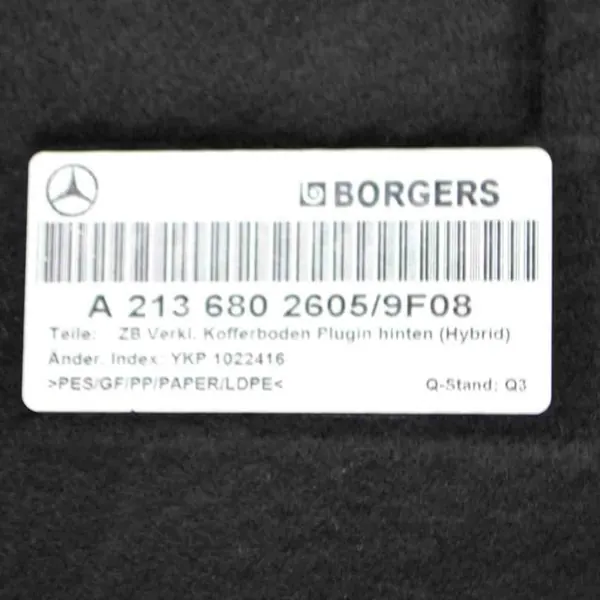 BORGERS
A 213 680 2605/9F08
Teile: ZB Verkl. Kofferboden Plugin hinten (Hybrid)
Änder. Index: YKP 1022416
>PES/GF/PP/PAPER/LDPE< Q-Stand: Q3